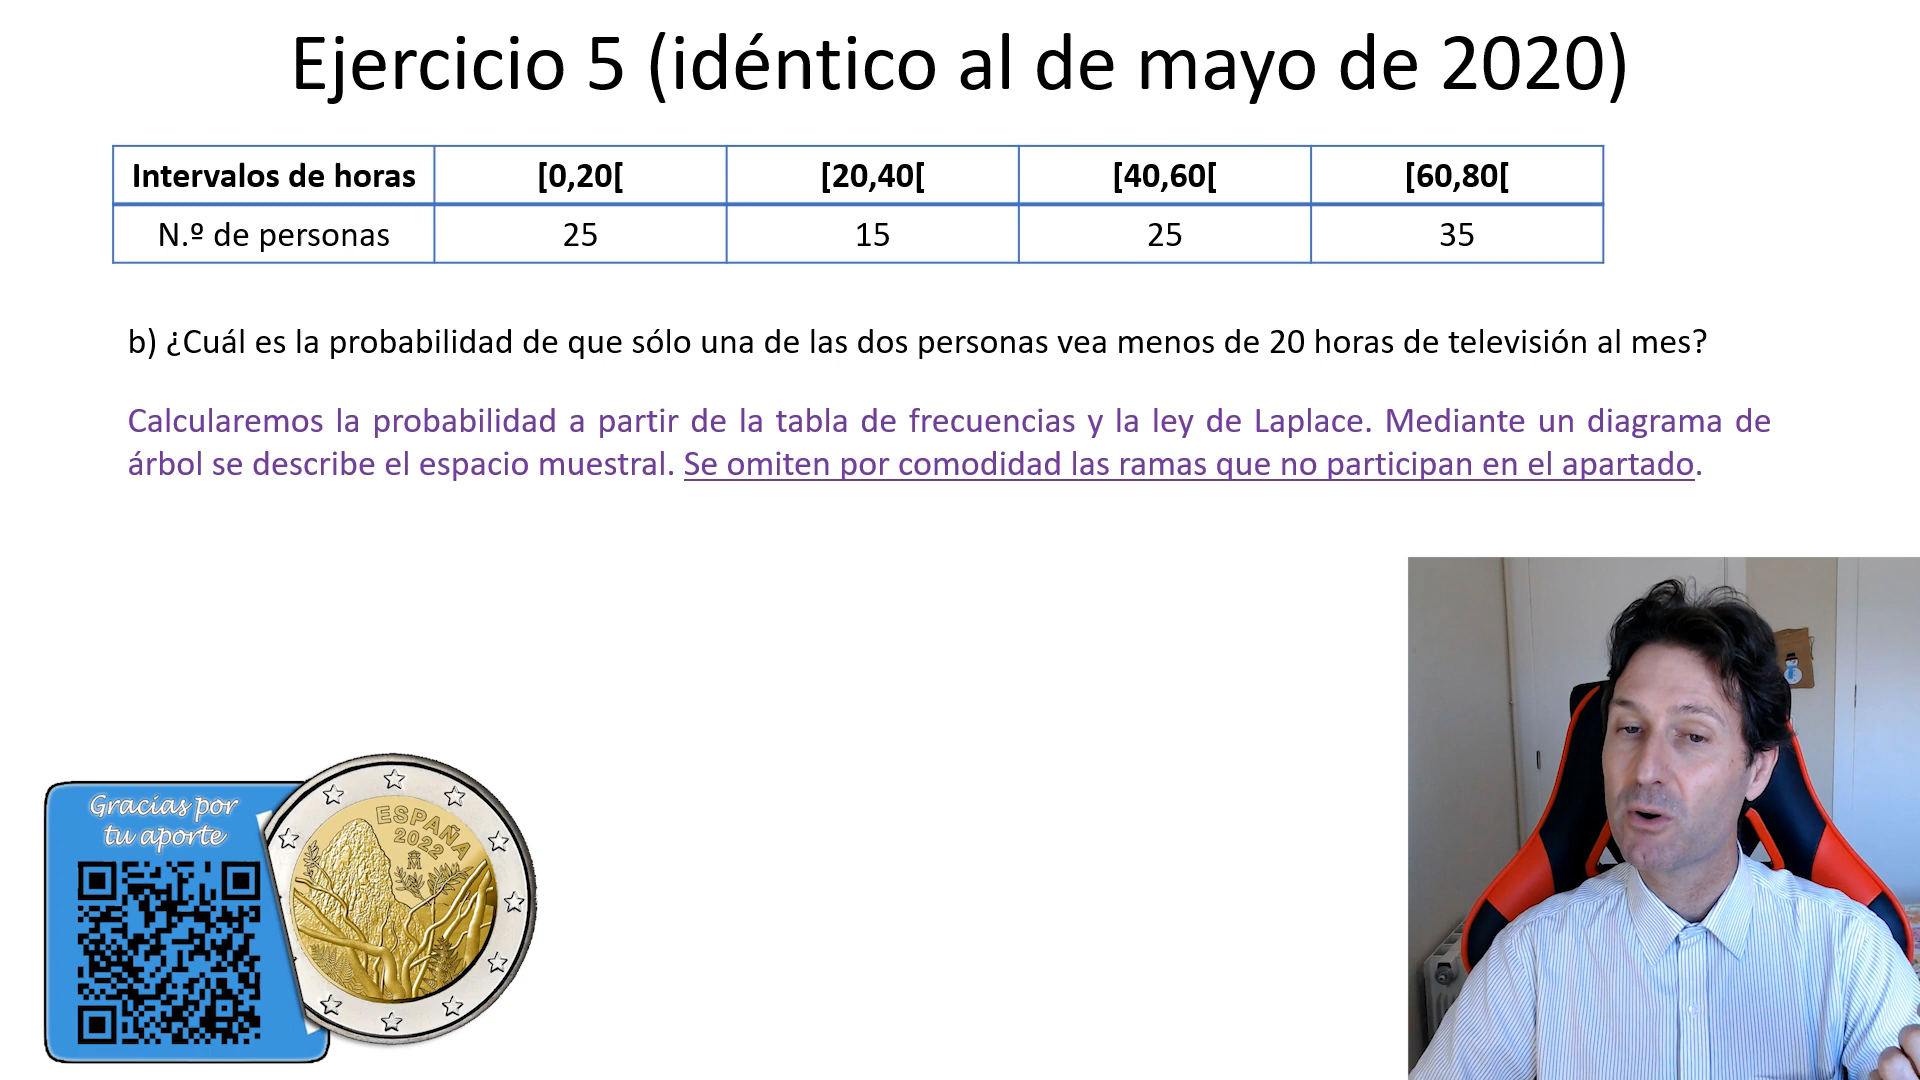 Ejercicio 5 (idéntico al de mayo de 2020)
Intervalos de horas [0,20[ [20,40[ [40,60[ [60,80[
N.º de personas 25 15 25 35
b) ¿Cuál es la probabilidad de que sólo una de las dos personas vea menos de 20 horas de televisión al mes?
Calcularemos la probabilidad a partir de la tabla de frecuencias y la ley de Laplace. Mediante un diagrama de
árbol se describe el espacio muestral. Se omiten por comodidad las ramas que no participan en el apartado.
Gracias por
tu aporte
ESPAÑA
2022